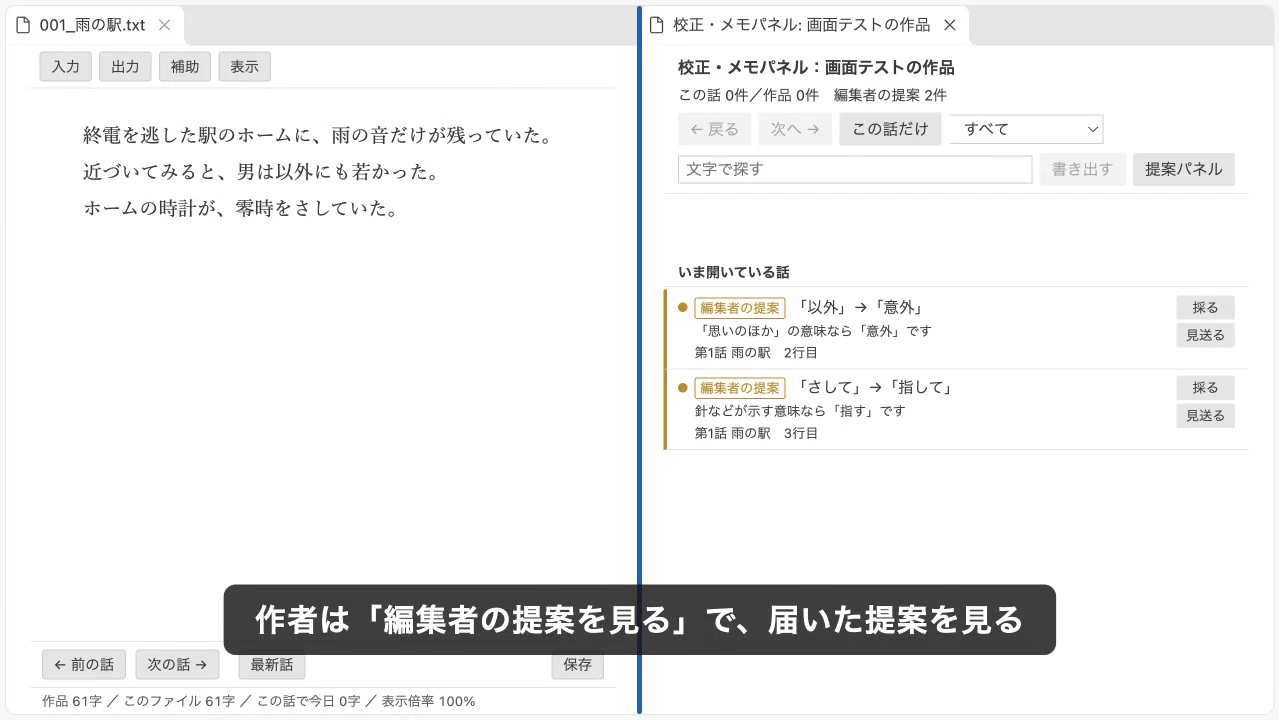 001_雨の駅.txt
入力 出力 補助 表示
終電を逃した駅のホームに、雨の音だけが残っていた。
近づいてみると、男は以外にも若かった。
ホームの時計が、零時をさしていた。
← 前の話 次の話 → 最新話 保存
作品 61字 ／ このファイル 61字 ／ この話で今日 0字 ／ 表示倍率 100%
校正・メモパネル: 画面テストの作品
校正・メモパネル：画面テストの作品
この話 0件／作品 0件 編集者の提案 2件
← 戻る 次へ → この話だけ すべて
文字で探す 書き出す 提案パネル
いま開いている話
編集者の提案 「以外」→「意外」 採る
「思いのほか」の意味なら「意外」です 見送る
第1話 雨の駅 2行目
編集者の提案 「さして」→「指して」 採る
針などが示す意味なら「指す」です 見送る
第1話 雨の駅 3行目
作者は「編集者の提案を見る」で、届いた提案を見る